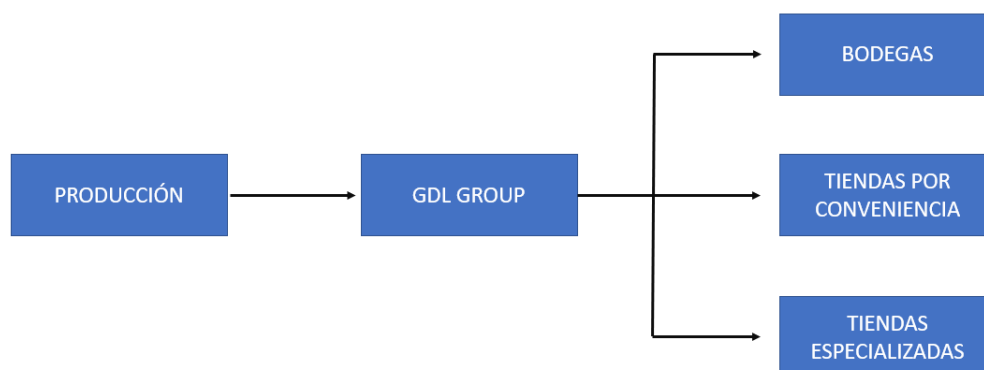 BODEGAS
PRODUCCIÓN
GDL GROUP
TIENDAS POR
CONVENIENCIA
TIENDAS
ESPECIALIZADAS